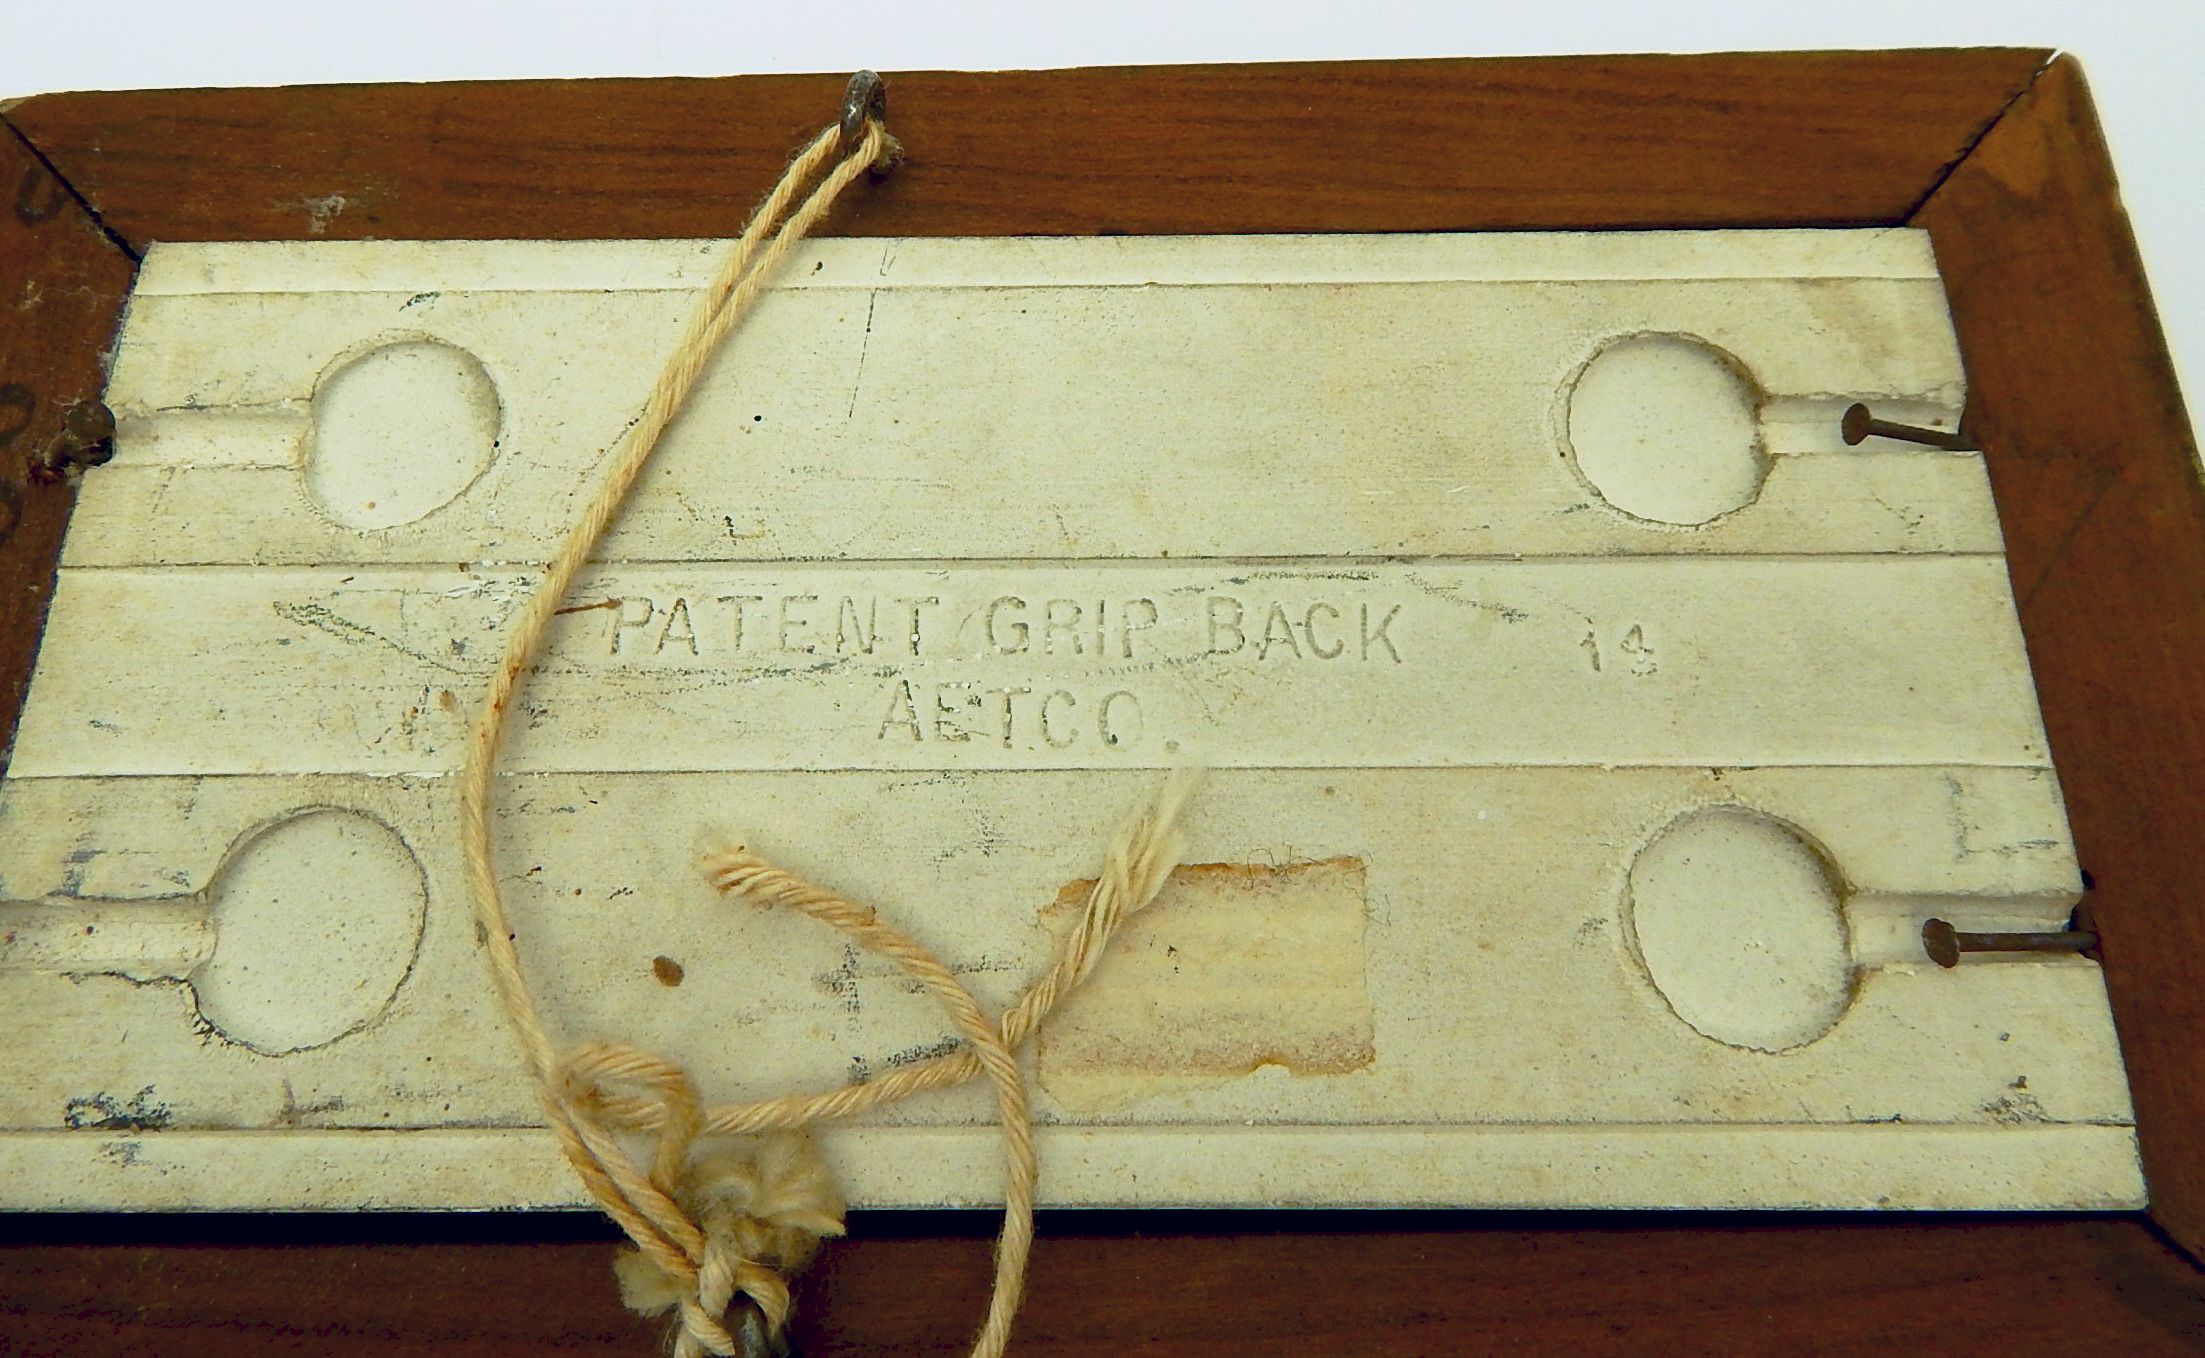 PATENT GRIP BACK 14
AETCO.